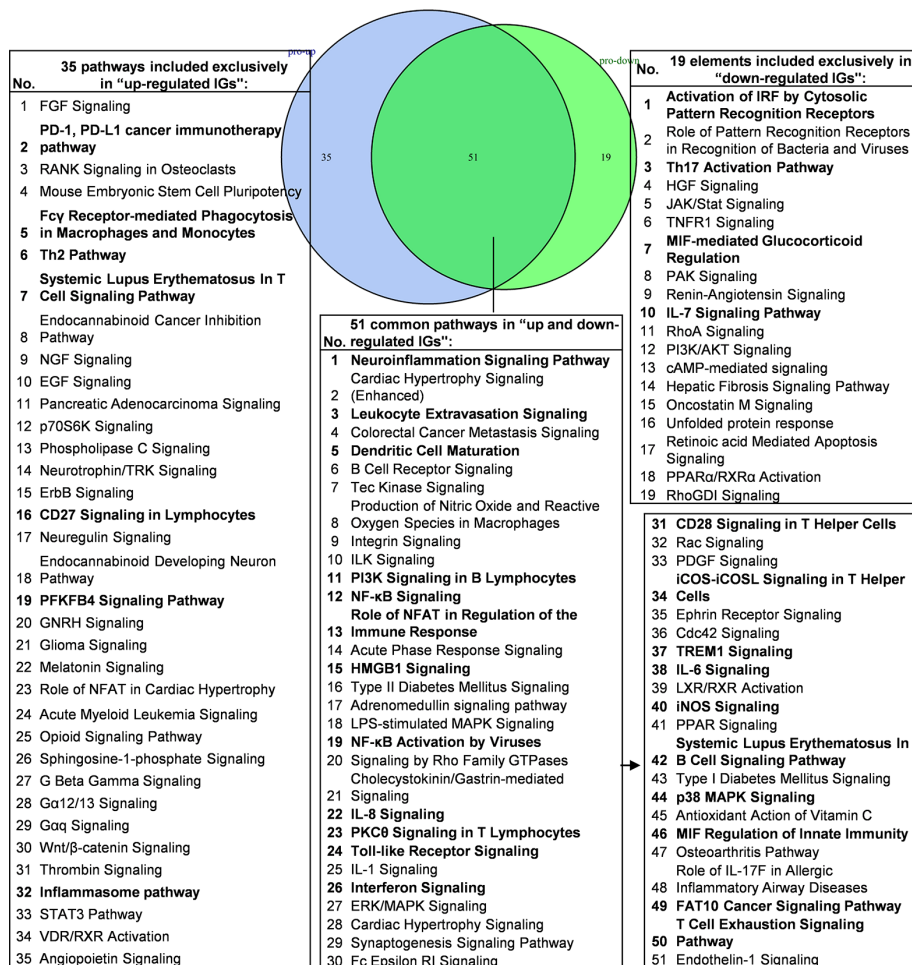 pro-up
pro-down
35
51
19
35 pathways included exclusively
No. in “up-regulated IGs":
1 FGF Signaling
PD-1, PD-L1 cancer immunotherapy
2 pathway
3 RANK Signaling in Osteoclasts
4 Mouse Embryonic Stem Cell Pluripotency
Fcγ Receptor-mediated Phagocytosis
5 in Macrophages and Monocytes
6 Th2 Pathway
Systemic Lupus Erythematosus In T
7 Cell Signaling Pathway
Endocannabinoid Cancer Inhibition
8 Pathway
9 NGF Signaling
10 EGF Signaling
11 Pancreatic Adenocarcinoma Signaling
12 p70S6K Signaling
13 Phospholipase C Signaling
14 Neurotrophin/TRK Signaling
15 ErbB Signaling
16 CD27 Signaling in Lymphocytes
17 Neuregulin Signaling
Endocannabinoid Developing Neuron
18 Pathway
19 PFKFB4 Signaling Pathway
20 GNRH Signaling
21 Glioma Signaling
22 Melatonin Signaling
23 Role of NFAT in Cardiac Hypertrophy
24 Acute Myeloid Leukemia Signaling
25 Opioid Signaling Pathway
26 Sphingosine-1-phosphate Signaling
27 G Beta Gamma Signaling
28 Gα12/13 Signaling
29 Gαq Signaling
30 Wnt/β-catenin Signaling
31 Thrombin Signaling
32 Inflammasome pathway
33 STAT3 Pathway
34 VDR/RXR Activation
35 Angiopoietin Signaling
51 common pathways in “up and down-
No. regulated IGs":
1 Neuroinflammation Signaling Pathway
Cardiac Hypertrophy Signaling
2 (Enhanced)
3 Leukocyte Extravasation Signaling
4 Colorectal Cancer Metastasis Signaling
5 Dendritic Cell Maturation
6 B Cell Receptor Signaling
7 Tec Kinase Signaling
Production of Nitric Oxide and Reactive
8 Oxygen Species in Macrophages
9 Integrin Signaling
10 ILK Signaling
11 PI3K Signaling in B Lymphocytes
12 NF-κB Signaling
Role of NFAT in Regulation of the
13 Immune Response
14 Acute Phase Response Signaling
15 HMGB1 Signaling
16 Type II Diabetes Mellitus Signaling
17 Adrenomedullin signaling pathway
18 LPS-stimulated MAPK Signaling
19 NF-κB Activation by Viruses
20 Signaling by Rho Family GTPases
Cholecystokinin/Gastrin-mediated
21 Signaling
22 IL-8 Signaling
23 PKCθ Signaling in T Lymphocytes
24 Toll-like Receptor Signaling
25 IL-1 Signaling
26 Interferon Signaling
27 ERK/MAPK Signaling
28 Cardiac Hypertrophy Signaling
29 Synaptogenesis Signaling Pathway
30 Fc Epsilon RI Signaling
No. 19 elements included exclusively in
“down-regulated IGs":
Activation of IRF by Cytosolic
1 Pattern Recognition Receptors
Role of Pattern Recognition Receptors
2 in Recognition of Bacteria and Viruses
3 Th17 Activation Pathway
4 HGF Signaling
5 JAK/Stat Signaling
6 TNFR1 Signaling
MIF-mediated Glucocorticoid
7 Regulation
8 PAK Signaling
9 Renin-Angiotensin Signaling
10 IL-7 Signaling Pathway
11 RhoA Signaling
12 PI3K/AKT Signaling
13 cAMP-mediated signaling
14 Hepatic Fibrosis Signaling Pathway
15 Oncostatin M Signaling
16 Unfolded protein response
Retinoic acid Mediated Apoptosis
17 Signaling
18 PPARα/RXRα Activation
19 RhoGDI Signaling
31 CD28 Signaling in T Helper Cells
32 Rac Signaling
33 PDGF Signaling
iCOS-iCOSL Signaling in T Helper
34 Cells
35 Ephrin Receptor Signaling
36 Cdc42 Signaling
37 TREM1 Signaling
38 IL-6 Signaling
39 LXR/RXR Activation
40 iNOS Signaling
41 PPAR Signaling
Systemic Lupus Erythematosus In
42 B Cell Signaling Pathway
43 Type I Diabetes Mellitus Signaling
44 p38 MAPK Signaling
45 Antioxidant Action of Vitamin C
46 MIF Regulation of Innate Immunity
47 Osteoarthritis Pathway
Role of IL-17F in Allergic
48 Inflammatory Airway Diseases
49 FAT10 Cancer Signaling Pathway
T Cell Exhaustion Signaling
50 Pathway
51 Endothelin-1 Signaling